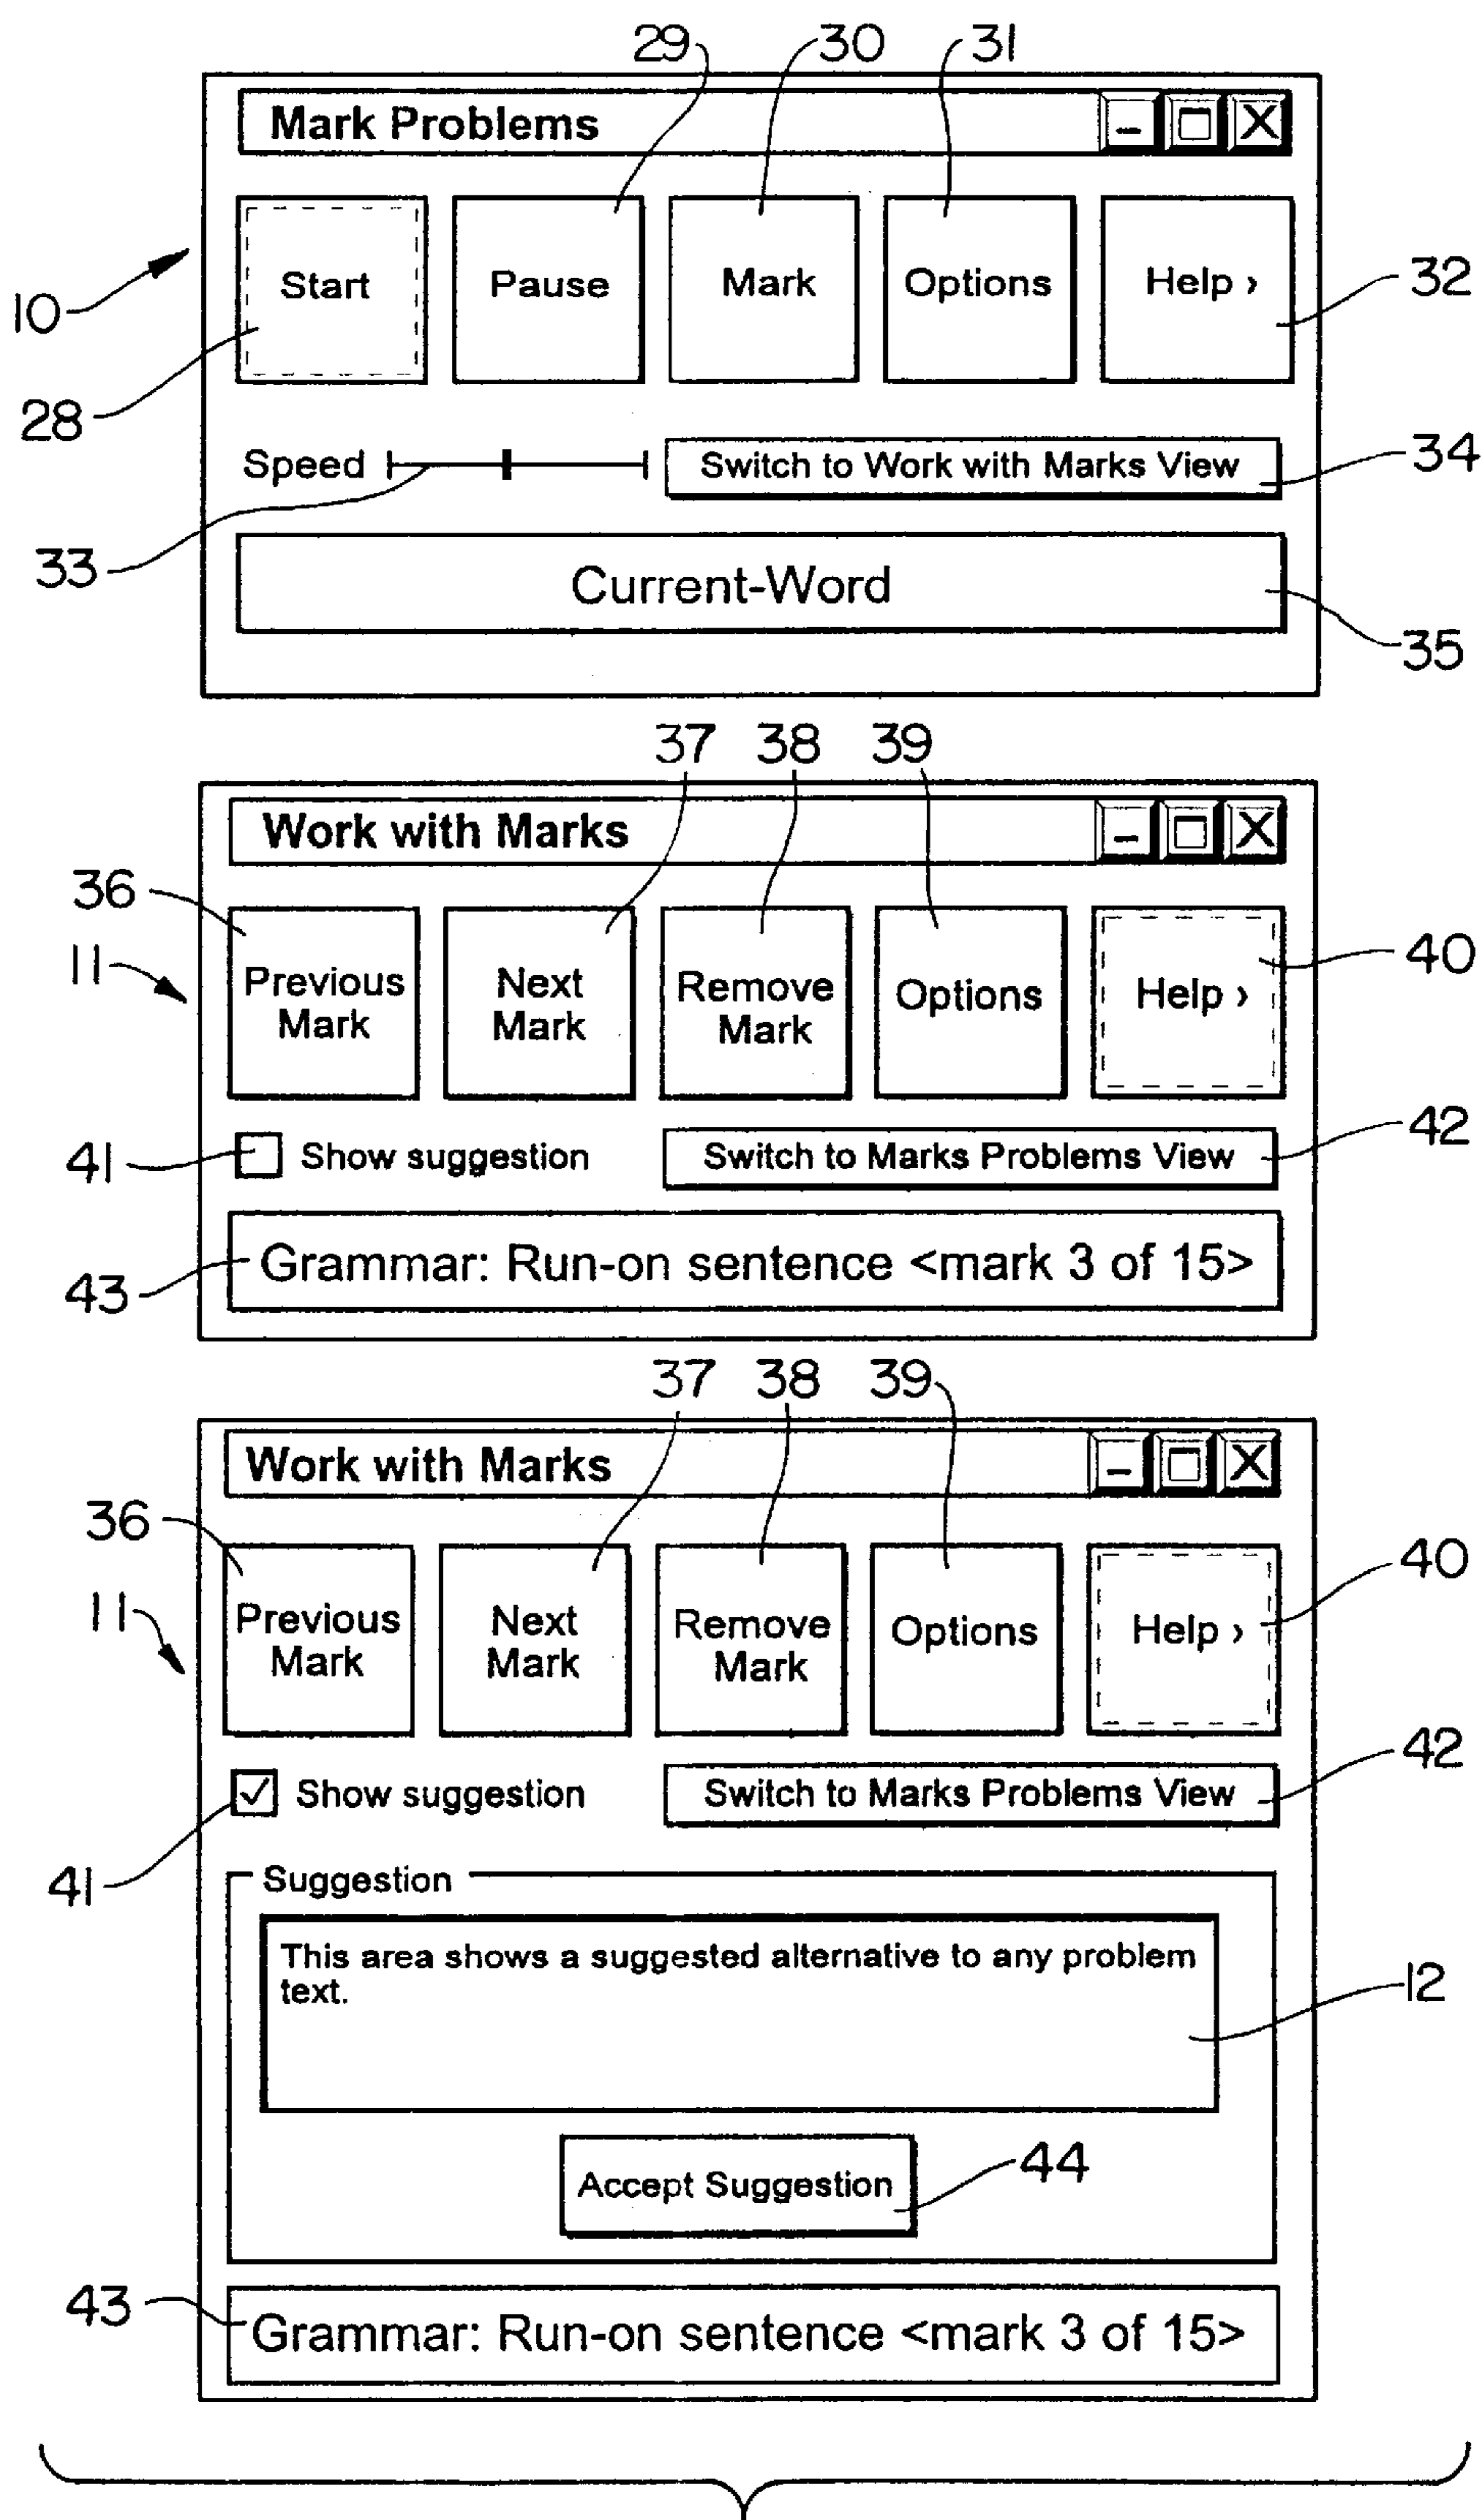 29 30 31
Mark Problems
10
Start Pause Mark Options Help ›
32
28
Speed Switch to Work with Marks View
34
33
Current-Word
35
37 38 39
Work with Marks
36
11
Previous Mark Next Mark Remove Mark Options Help ›
40
41
Show suggestion Switch to Marks Problems View
42
43
Grammar: Run-on sentence <mark 3 of 15>
37 38 39
Work with Marks
36
11
Previous Mark Next Mark Remove Mark Options Help ›
40
Show suggestion Switch to Marks Problems View
42
41
Suggestion
This area shows a suggested alternative to any problem
text.
12
Accept Suggestion
44
43
Grammar: Run-on sentence <mark 3 of 15>